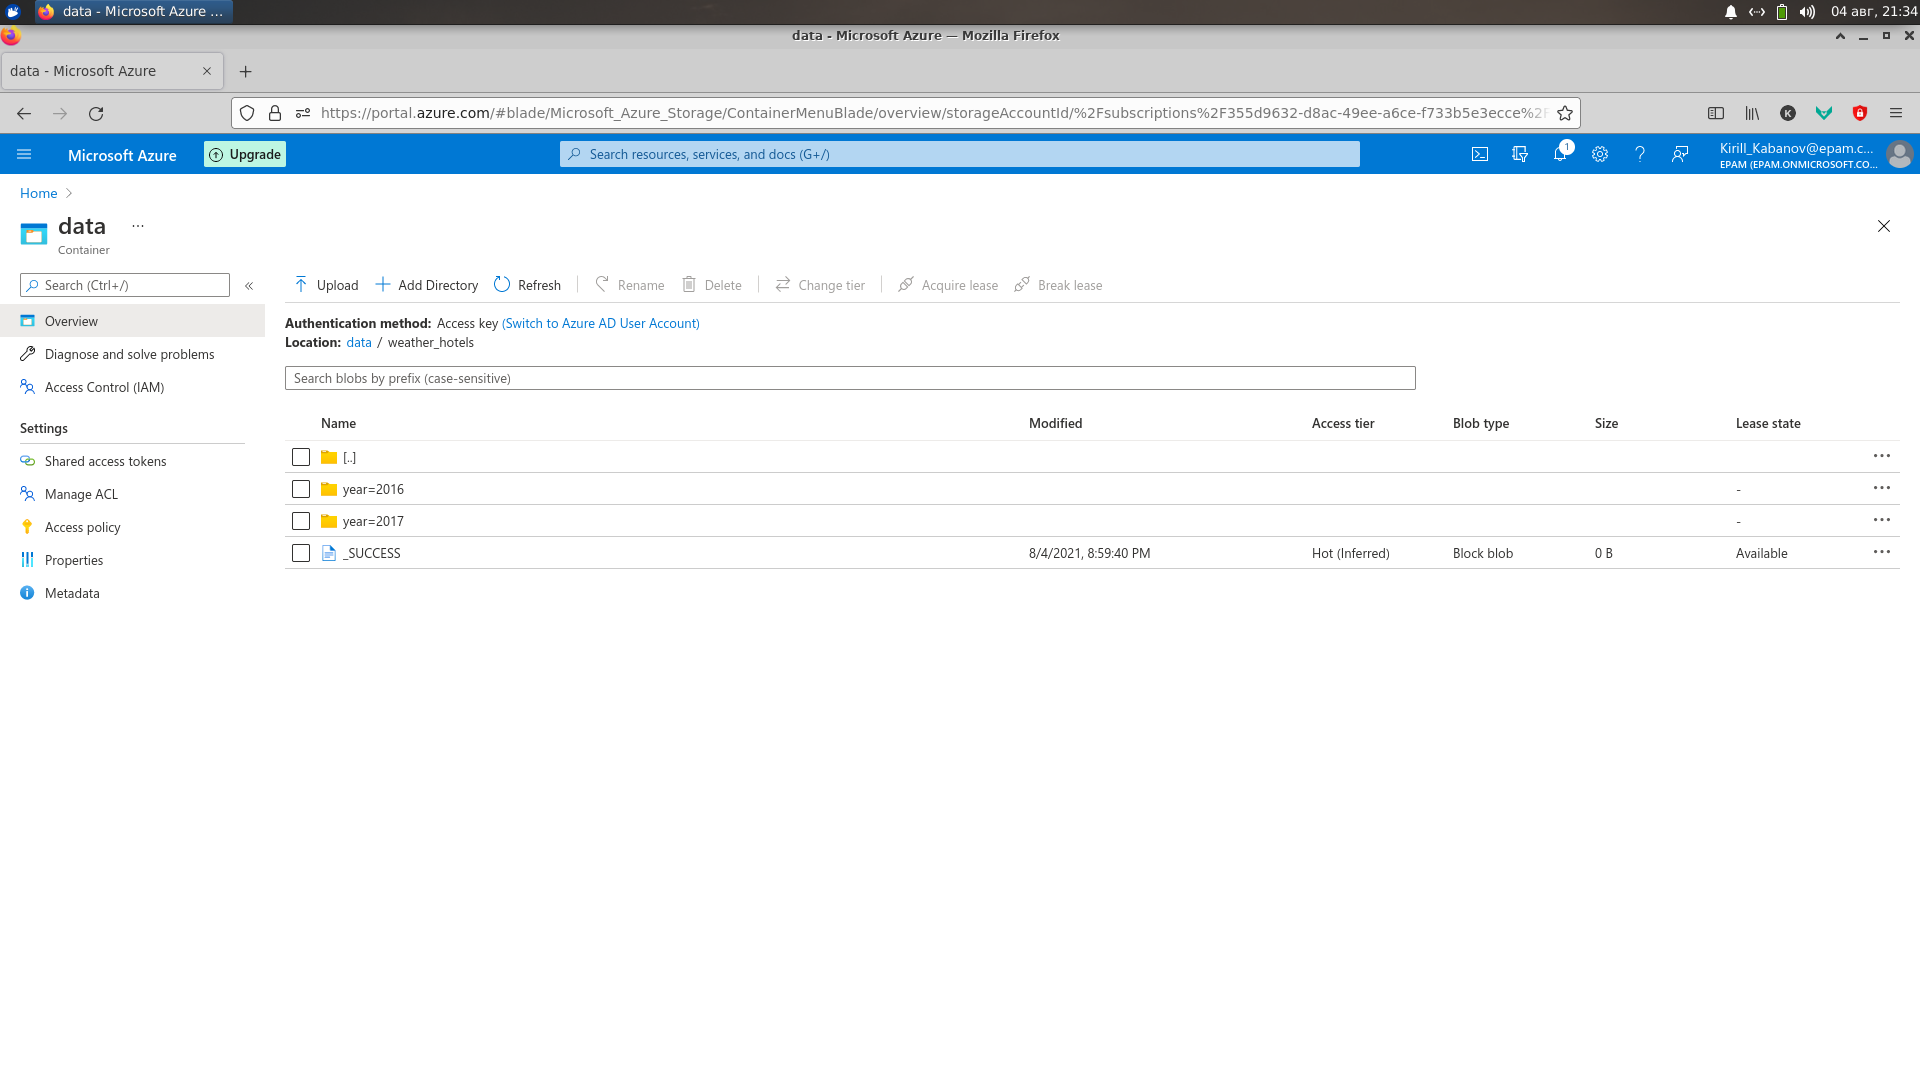 data - Microsoft Azure ...
04 авг, 21:34
data - Microsoft Azure — Mozilla Firefox
data - Microsoft Azure
https://portal.azure.com/#blade/Microsoft_Azure_Storage/ContainerMenuBlade/overview/storageAccountId/%2Fsubscriptions%2F355d9632-d8ac-49ee-a6ce-f733b5e3ecce%2F
K
Microsoft Azure
Upgrade
Search resources, services, and docs (G+/)
1
Kirill_Kabanov@epam.c...
EPAM (EPAM.ONMICROSOFT.CO...
Home
data ...
Container
Search (Ctrl+/)
«
Upload
Add Directory
Refresh
Rename
Delete
Change tier
Acquire lease
Break lease
Overview
Diagnose and solve problems
Access Control (IAM)
Settings
Shared access tokens
Manage ACL
Access policy
Properties
Metadata
Authentication method: Access key (Switch to Azure AD User Account)
Location: data / weather_hotels
Search blobs by prefix (case-sensitive)
Name Modified Access tier Blob type Size Lease state
[..]
year=2016 -
year=2017 -
_SUCCESS 8/4/2021, 8:59:40 PM Hot (Inferred) Block blob 0 B Available